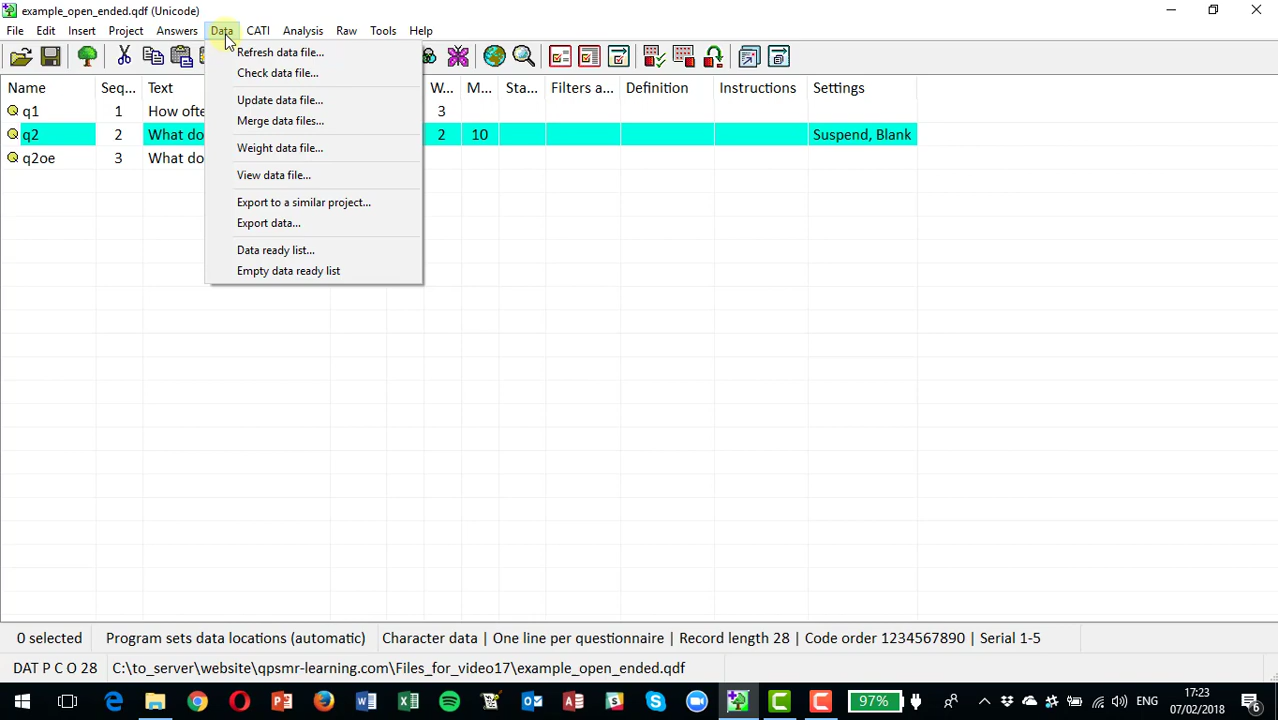 example_open_ended.qdf (Unicode)
File Edit Insert Project Answers Data CATI Analysis Raw Tools Help
Refresh data file...
Check data file...
Update data file...
Merge data files...
Weight data file...
View data file...
Export to a similar project...
Export data...
Data ready list...
Empty data ready list
Name Seq... Text W... M... Sta... Filters a... Definition Instructions Settings
q1 1 How ofte 3
q2 2 What do 2 10 Suspend, Blank
q2oe 3 What do
0 selected Program sets data locations (automatic) Character data | One line per questionnaire | Record length 28 | Code order 1234567890 | Serial 1-5
DAT P C O 28 C:\to_server\website\qpsmr-learning.com\Files_for_video17\example_open_ended.qdf
97% ENG 17:23
07/02/2018 6